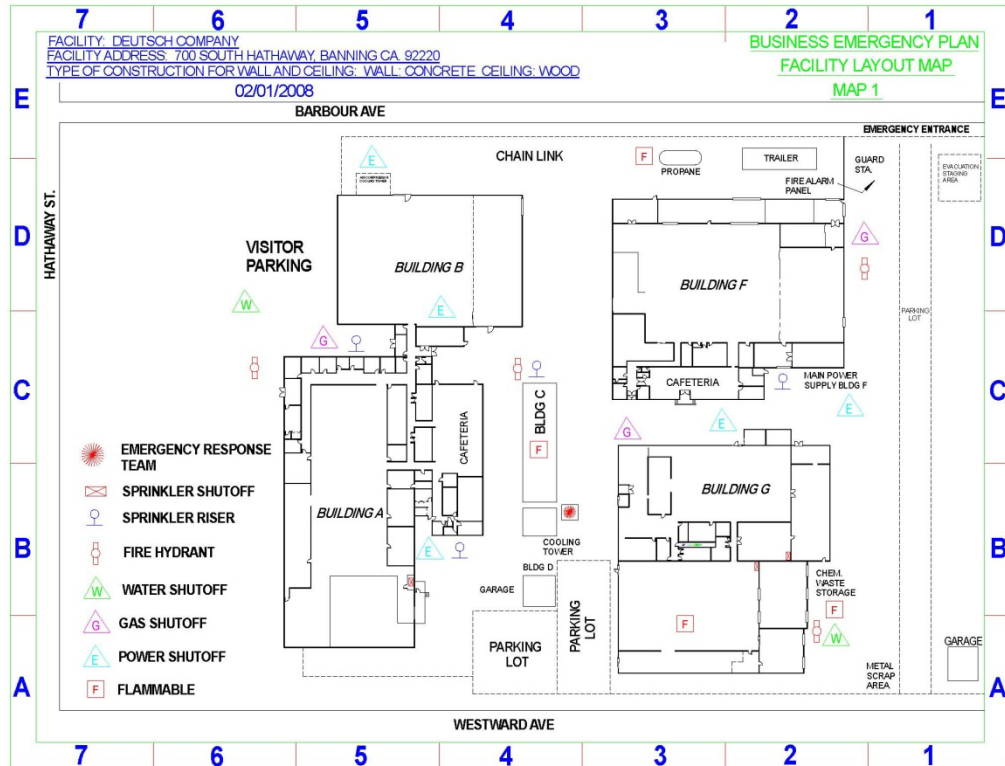 7 6 5 4 3 2 1
FACILITY: DEUTSCH COMPANY
FACILITY ADDRESS: 700 SOUTH HATHAWAY, BANNING CA. 92220
TYPE OF CONSTRUCTION FOR WALL AND CEILING: WALL: CONCRETE CEILING: WOOD
02/01/2008
BUSINESS EMERGENCY PLAN
FACILITY LAYOUT MAP
MAP 1
E E
BARBOUR AVE
EMERGENCY ENTRANCE
HATHAWAY ST.
E
CHAIN LINK
F
PROPANE
TRAILER
GUARD
STA.
FIRE ALARM
PANEL
EVACUATION
STAGING
AREA
D D
VISITOR
PARKING
BUILDING B
E
BUILDING F
G
W
PARKING
LOT
G
C C
CAFETERIA
MAIN POWER
SUPPLY BLDG F
E
E
BLDG C
F
CAFETERIA
G
EMERGENCY RESPONSE
TEAM
SPRINKLER SHUTOFF
SPRINKLER RISER
FIRE HYDRANT
W WATER SHUTOFF
G GAS SHUTOFF
E POWER SHUTOFF
F FLAMMABLE
B B
BUILDING A
E
COOLING
TOWER
BLDG D
GARAGE
BUILDING G
CHEM.
WASTE
STORAGE
F
F
W
PARKING
LOT
PARKING
LOT
METAL
SCRAP
AREA
GARAGE
A A
WESTWARD AVE
7 6 5 4 3 2 1